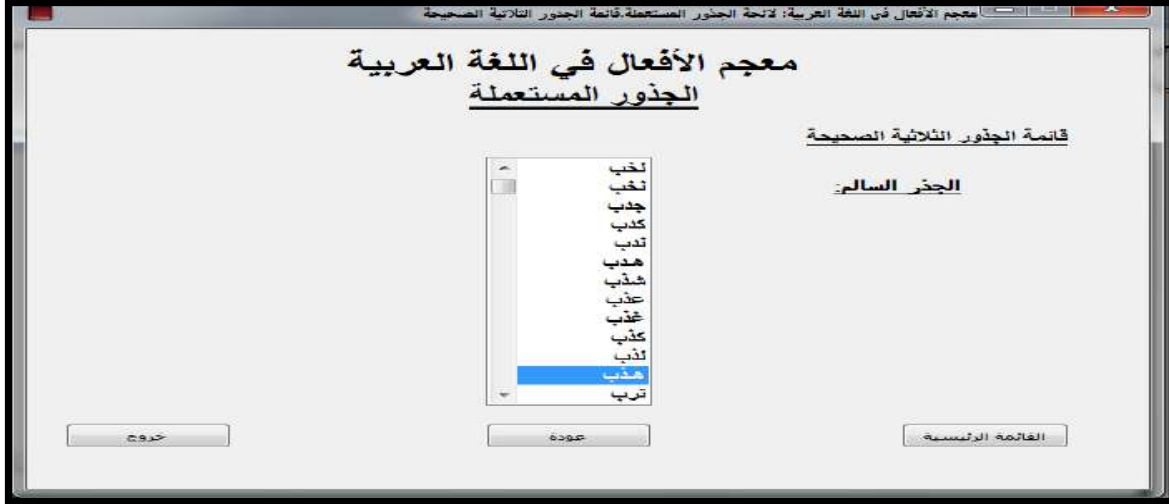 معجم الأفعال في اللغة العربية: لائحة الجذور المستعملة.قائمة الجذور الثلاثية الصحيحة
معجم الأفعال في اللغة العربية
الجذور المستعملة
قائمة الجذور الثلاثية الصحيحة
الجذر السالم:
لخب
نخب
جدب
كدب
ندب
هدب
شذب
عذب
غذب
كذب
لذب
هذب
ترب
القائمة الرئيسية
عودة
خروج